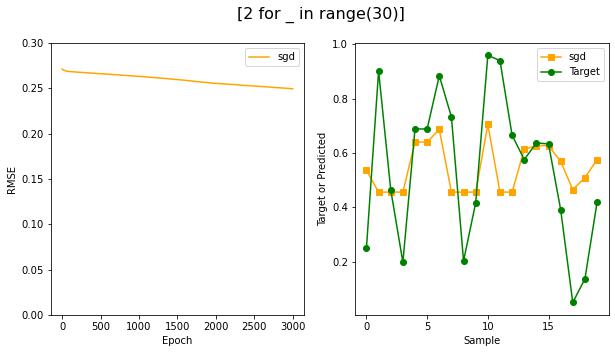 [2 for _ in range(30)]
0.30
0.25
0.20
0.15
0.10
0.05
0.00
RMSE
0 500 1000 1500 2000 2500 3000
Epoch
sgd
1.0
0.8
0.6
0.4
0.2
Target or Predicted
0 5 10 15
Sample
sgd
Target